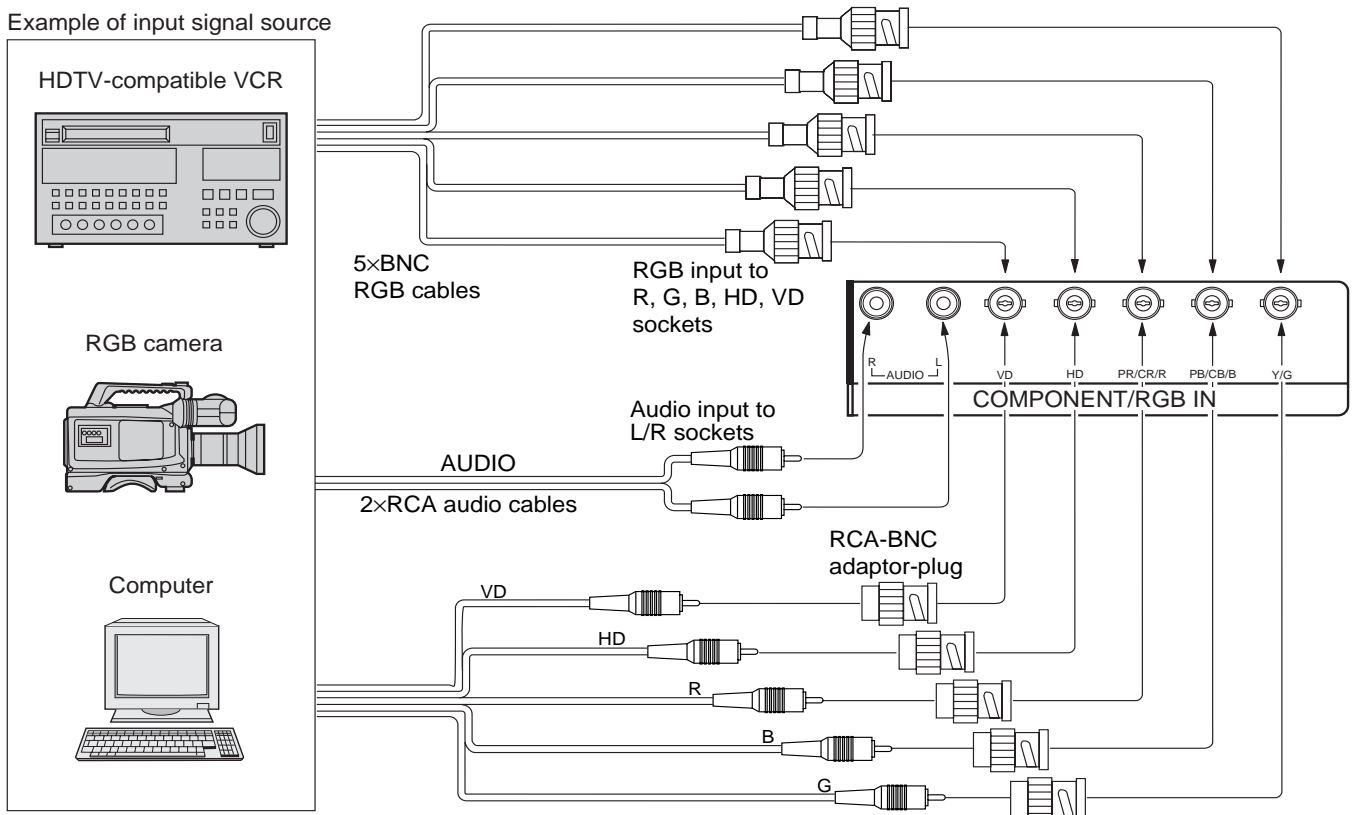 Example of input signal source
HDTV-compatible VCR
5×BNC
RGB cables
RGB input to
R, G, B, HD, VD
sockets
R
AUDIO
L
VD
HD
PR/CR/R
PB/CB/B
Y/G
COMPONENT/RGB IN
RGB camera
Audio input to
L/R sockets
AUDIO
2×RCA audio cables
RCA-BNC
adaptor-plug
Computer
VD
HD
R
B
G